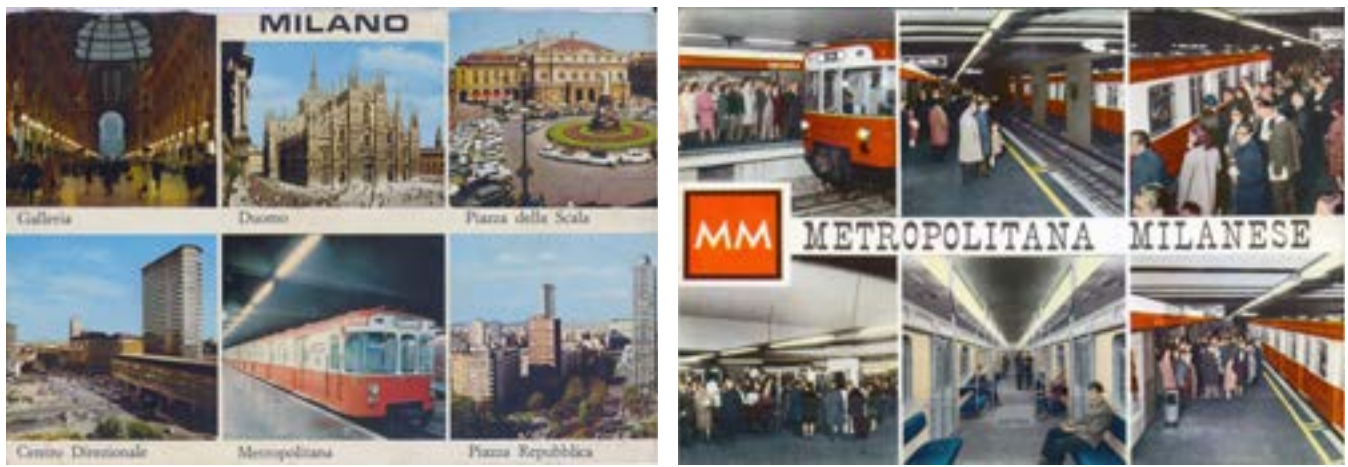 MILANO
Galleria
Duomo
Piazza della Scala
Centro Direzionale
Metropolitana
Piazza Repubblica
MM METROPOLITANA MILANESE